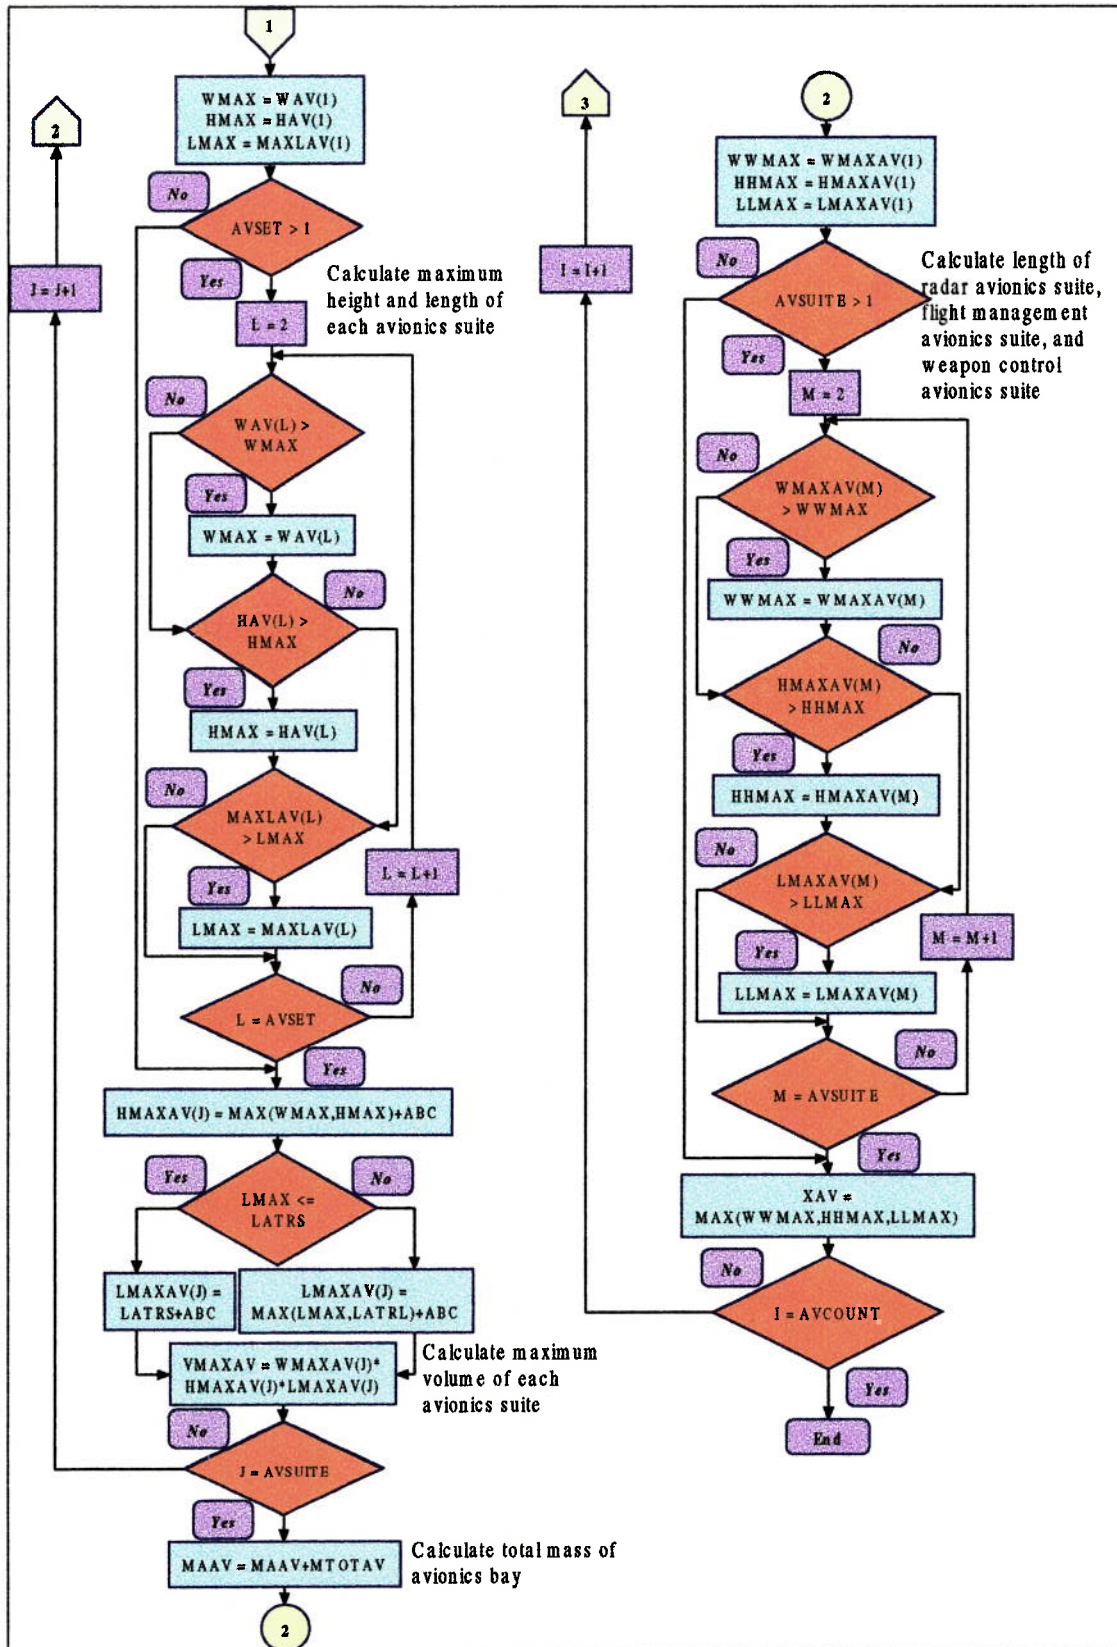 1
WMAX = WAV(1)
HMAX = HAV(1)
LMAX = MAXLAV(1)
2
No
AVSET > 1
Yes
Calculate maximum
height and length of
each avionics suite
J = J+1
L = 2
No
WAV(L) >
WMAX
Yes
WMAX = WAV(L)
No
HAV(L) >
HMAX
Yes
HMAX = HAV(L)
No
MAXLAV(L)
> LMAX
Yes
L = L+1
LMAX = MAXLAV(L)
No
L = AVSET
Yes
HMAXAV(J) = MAX(WMAX,HMAX)+ABC
Yes
No
LMAX <=
LATRS
LMAXAV(J) =
LATRS+ABC
LMAXAV(J) =
MAX(LMAX,LATRL)+ABC
VMAXAV = WMAXAV(J)*
HMAXAV(J)*LMAXAV(J)
Calculate maximum
volume of each
avionics suite
No
J = AVSUITE
Yes
MAAV = MAAV+MTOTAV
Calculate total mass of
avionics bay
2
3
2
WWMAX = WMAXAV(1)
HHMAX = HMAXAV(1)
LLMAX = LMAXAV(1)
I = I+1
No
AVSUITE > 1
Yes
Calculate length of
radar avionics suite,
flight management
avionics suite, and
weapon control
avionics suite
M = 2
No
WMAXAV(M)
> WWMAX
Yes
WWMAX = WMAXAV(M)
No
HMAXAV(M)
> HHMAX
Yes
HHMAX = HMAXAV(M)
No
LMAXAV(M)
> LLMAX
Yes
M = M+1
LLMAX = LMAXAV(M)
No
M = AVSUITE
Yes
XAV =
MAX(WWMAX,HHMAX,LLMAX)
No
I = AVCOUNT
Yes
End